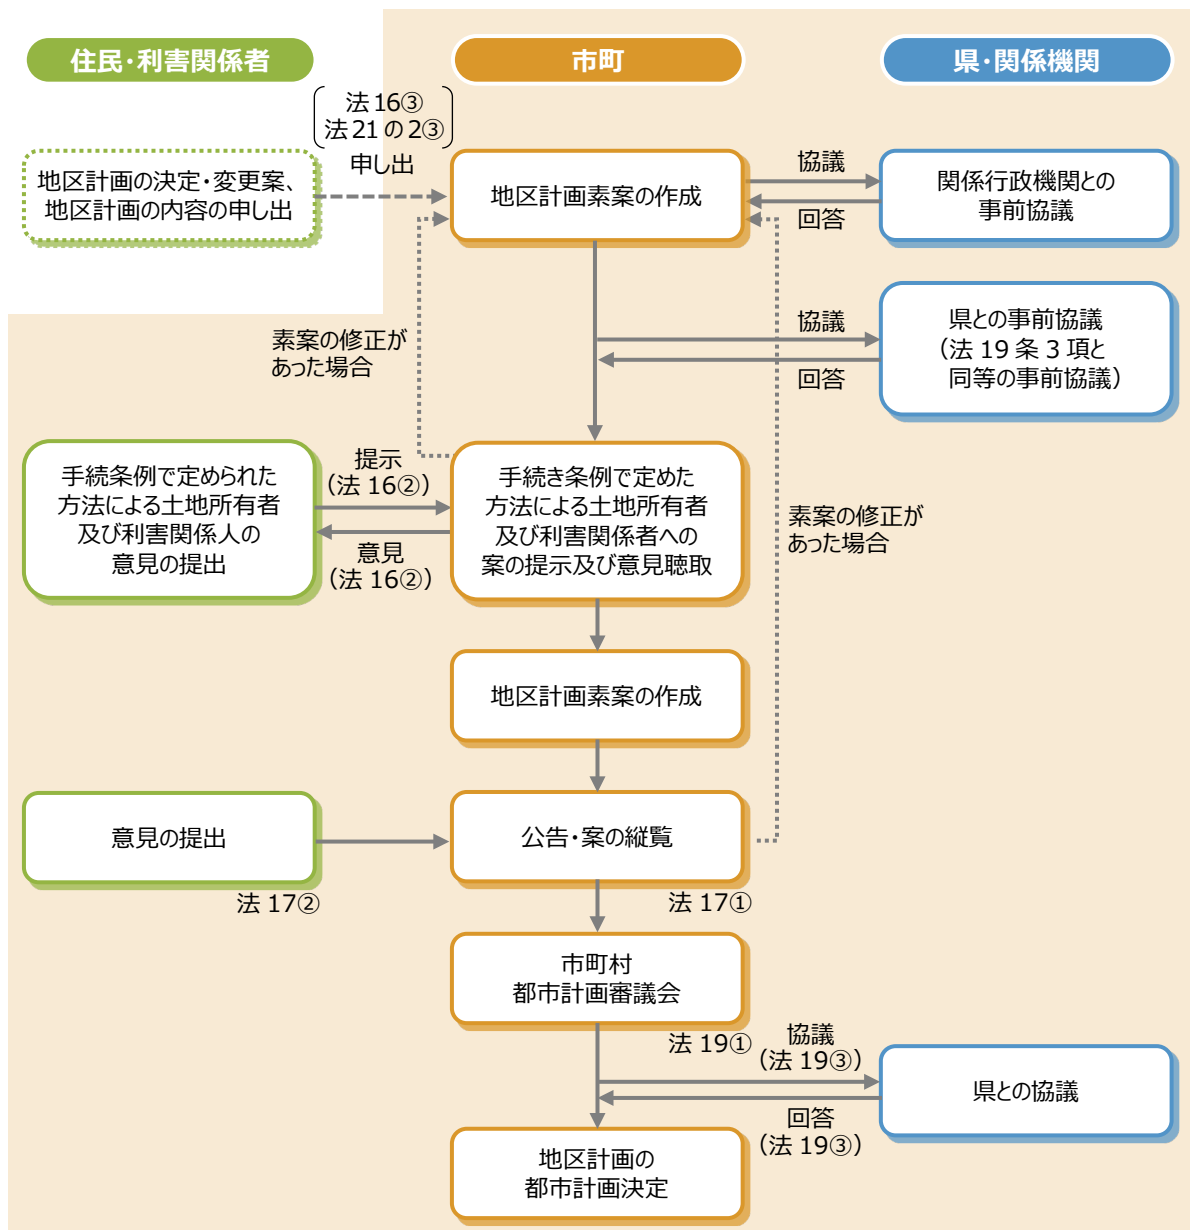 住民・利害関係者
市町
県・関係機関
法 16③
法 21 の 2③
申し出
地区計画の決定・変更案、
地区計画の内容の申し出
地区計画素案の作成
協議
回答
関係行政機関との
事前協議
素案の修正が
あった場合
協議
回答
県との事前協議
（法 19 条 3 項と
同等の事前協議）
手続条例で定められた
方法による土地所有者
及び利害関係人の
意見の提出
提示
（法 16②）
意見
（法 16②）
手続き条例で定めた
方法による土地所有者
及び利害関係者への
案の提示及び意見聴取
素案の修正が
あった場合
地区計画素案の作成
意見の提出
法 17②
公告・案の縦覧
法 17①
市町村
都市計画審議会
法 19①
協議
（法 19③）
回答
（法 19③）
県との協議
地区計画の
都市計画決定